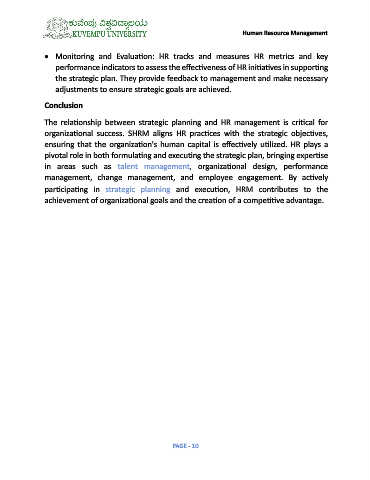 ಕುವೆಂಪು ವಿಶ್ವವಿದ್ಯಾಲಯ
KUVEMPU UNIVERSITY
Human Resource Management
• Monitoring and Evaluation: HR tracks and measures HR metrics and key
performance indicators to assess the effectiveness of HR initiatives in supporting
the strategic plan. They provide feedback to management and make necessary
adjustments to ensure strategic goals are achieved.
Conclusion
The relationship between strategic planning and HR management is critical for
organizational success. SHRM aligns HR practices with the strategic objectives,
ensuring that the organization's human capital is effectively utilized. HR plays a
pivotal role in both formulating and executing the strategic plan, bringing expertise
in areas such as talent management, organizational design, performance
management, change management, and employee engagement. By actively
participating in strategic planning and execution, HRM contributes to the
achievement of organizational goals and the creation of a competitive advantage.
PAGE - 10